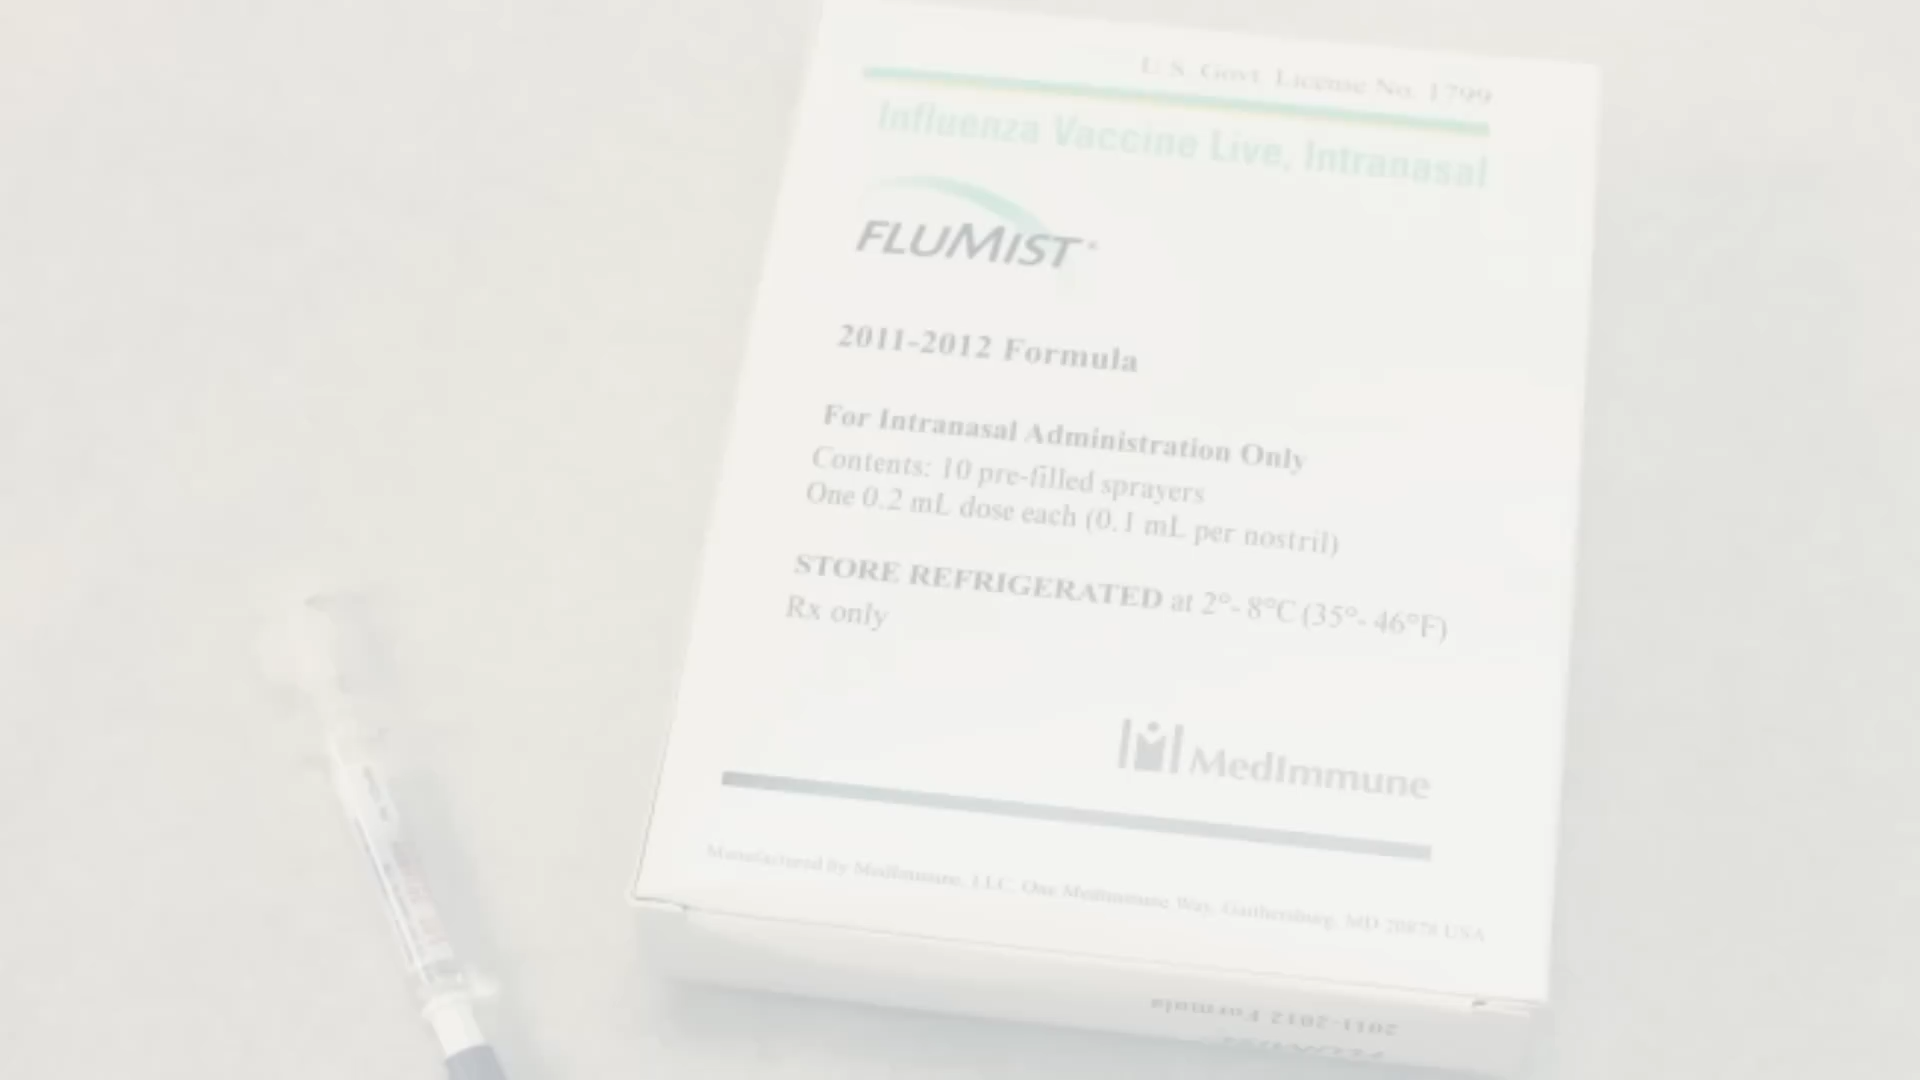 U.S. Govt. License No. 1799
Influenza Vaccine Live, Intranasal
FLUMIST®
2011-2012 Formula
For Intranasal Administration Only
Contents: 10 pre-filled sprayers
One 0.2 mL dose each (0.1 mL per nostril)
STORE REFRIGERATED at 2°- 8°C (35°- 46°F)
Rx only
MedImmune
Manufactured by MedImmune, LLC, One MedImmune Way, Gaithersburg, MD 20878 USA
2011-2012 Formula
FLUMIST